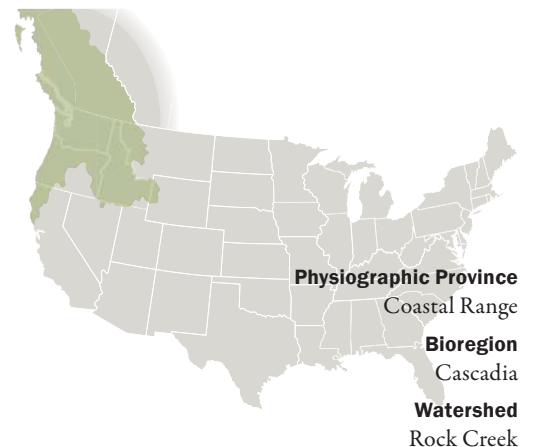 Physiographic Province
Coastal Range
Bioregion
Cascadia
Watershed
Rock Creek